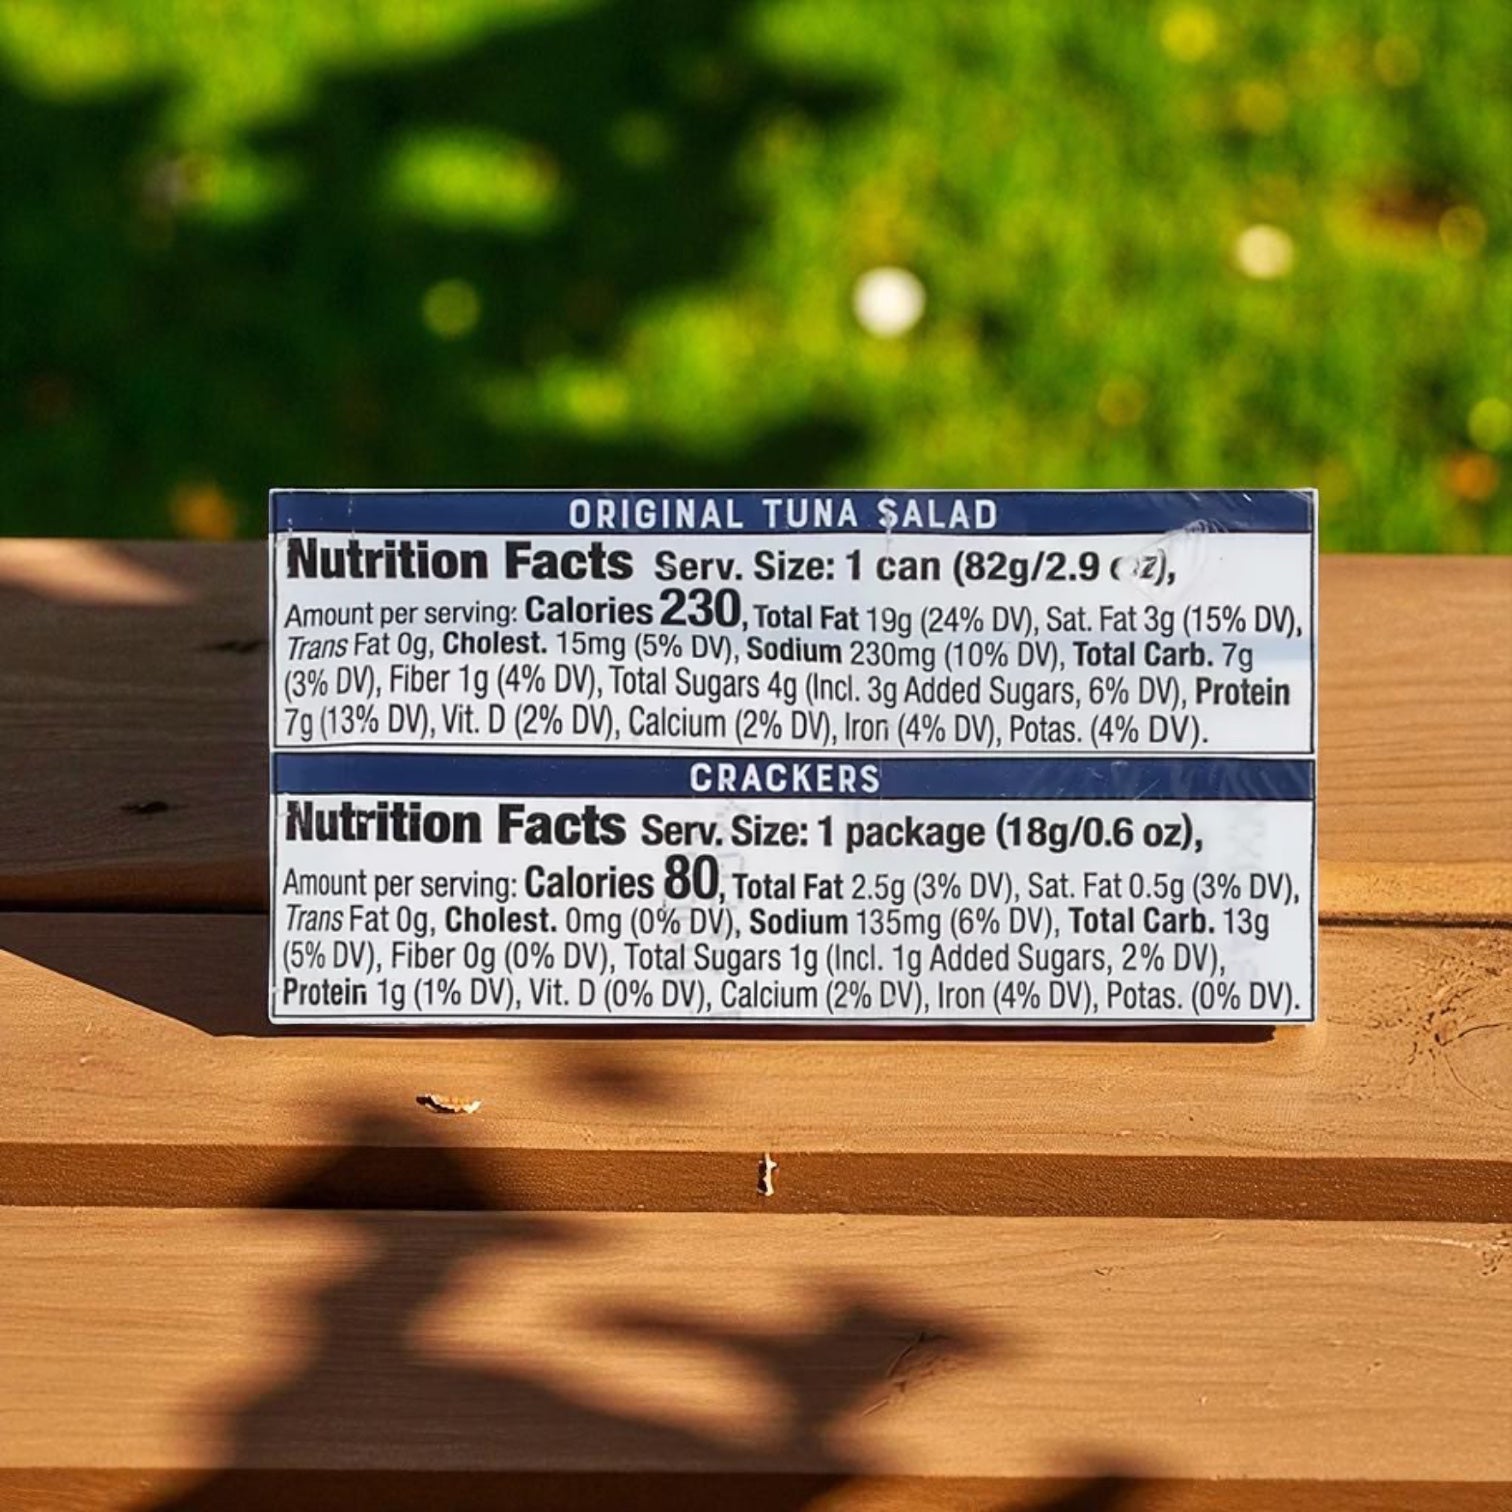 ORIGINAL TUNA SALAD
Nutrition Facts Serv. Size: 1 can (82g/2.9 oz),
Amount per serving: Calories 230, Total Fat 19g (24% DV), Sat. Fat 3g (15% DV),
Trans Fat 0g, Cholest. 15mg (5% DV), Sodium 230mg (10% DV), Total Carb. 7g
(3% DV), Fiber 1g (4% DV), Total Sugars 4g (Incl. 3g Added Sugars, 6% DV), Protein
7g (13% DV), Vit. D (2% DV), Calcium (2% DV), Iron (4% DV), Potas. (4% DV).
CRACKERS
Nutrition Facts Serv. Size: 1 package (18g/0.6 oz),
Amount per serving: Calories 80, Total Fat 2.5g (3% DV), Sat. Fat 0.5g (3% DV),
Trans Fat 0g, Cholest. 0mg (0% DV), Sodium 135mg (6% DV), Total Carb. 13g
(5% DV), Fiber 0g (0% DV), Total Sugars 1g (Incl. 1g Added Sugars, 2% DV),
Protein 1g (1% DV), Vit. D (0% DV), Calcium (2% DV), Iron (4% DV), Potas. (0% DV).